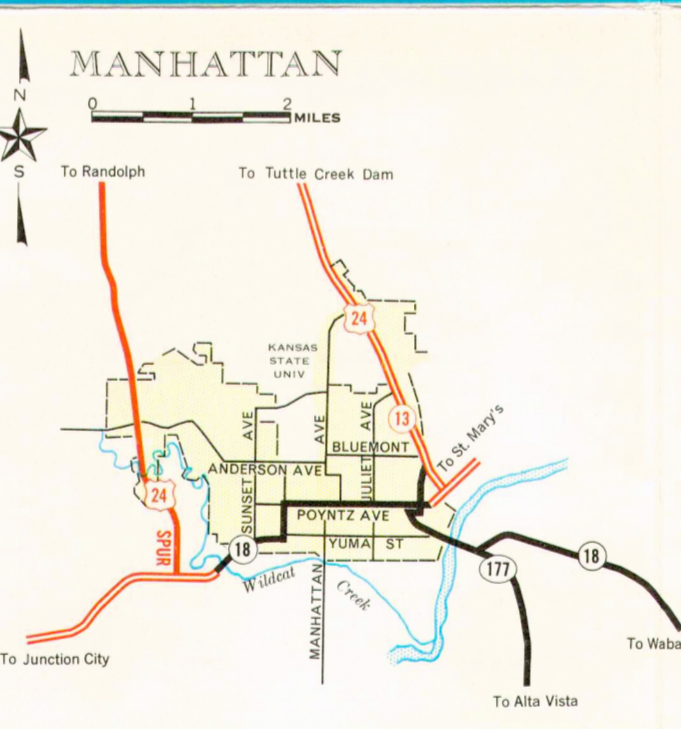 MANHATTAN
N
S
0 1 2
MILES
To Randolph
To Tuttle Creek Dam
24
KANSAS
STATE
UNIV
13
To St. Mary's
AVE
AVE
AVE
BLUEMONT
ANDERSON AVE
JULIET
SUNSET
24
SPUR
POYNTZ AVE
YUMA ST
18
177
18
Wildcat
Creek
MANHATTAN
To Junction City
To Waba
To Alta Vista